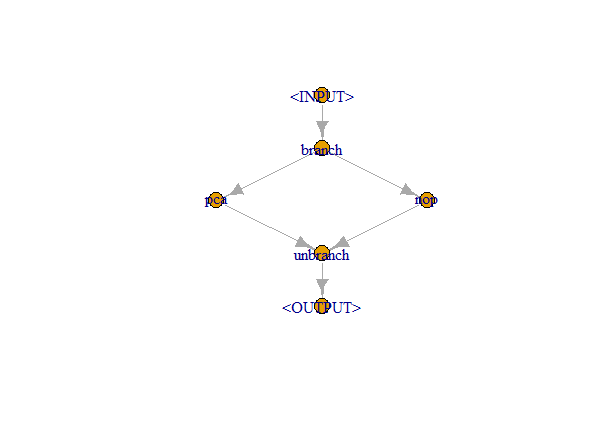 <INPUT>
branch
pca
nop
unbranch
<OUTPUT>